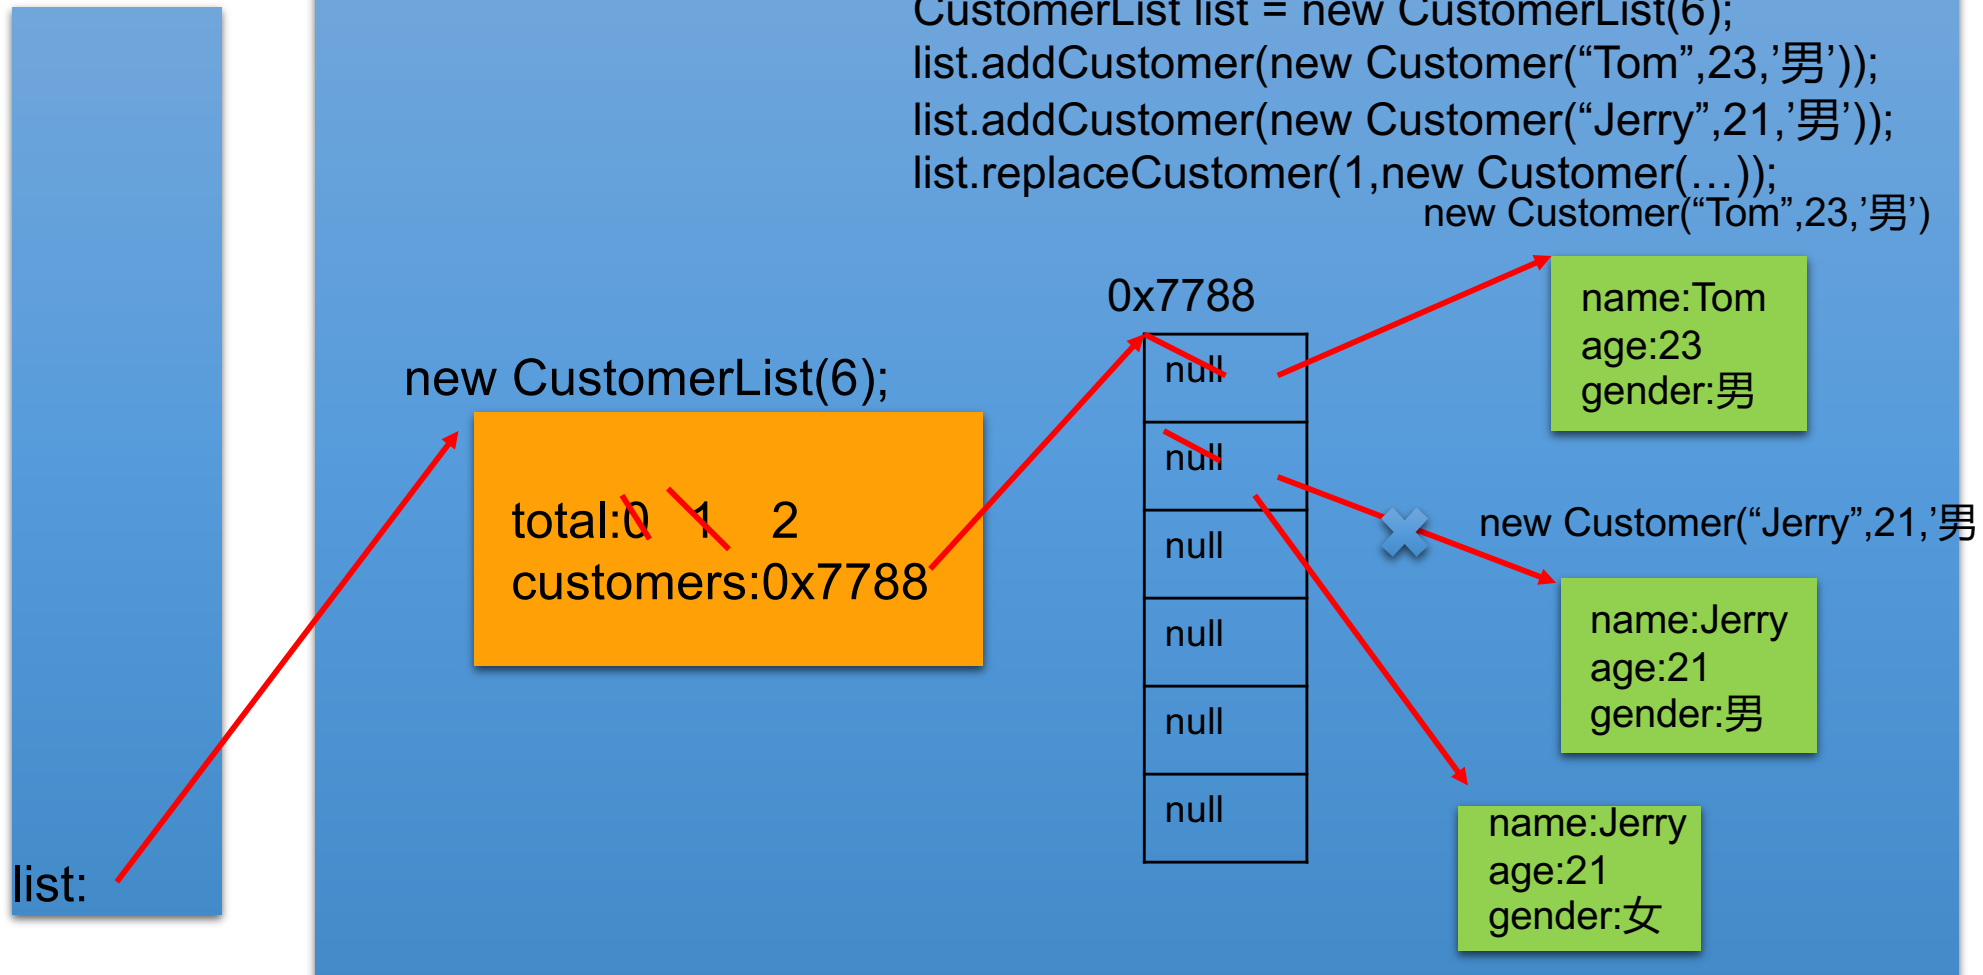 CustomerList list = new CustomerList(6);
list.addCustomer(new Customer(“Tom”,23,’男’));
list.addCustomer(new Customer(“Jerry”,21,’男’));
list.replaceCustomer(1,new Customer(…));
new Customer(“Tom”,23,’男’)
0x7788
name:Tom
age:23
gender:男
new CustomerList(6);
total:0 1 2
customers:0x7788
null
null
null
null
null
null
new Customer(“Jerry”,21,’男
name:Jerry
age:21
gender:男
name:Jerry
age:21
gender:女
list: